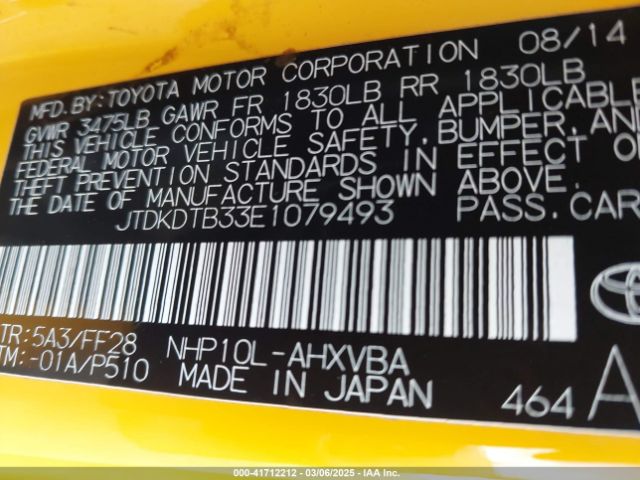 MFD.BY:TOYOTA MOTOR CORPORATION 08/14
GVWR 3475LB GAWR FR 1830LB RR 1830LB
THIS VEHICLE CONFORMS TO ALL APPLICABLE
FEDERAL MOTOR VEHICLE SAFETY,BUMPER,AND
THEFT PREVENTION STANDARDS IN EFFECT O
THE DATE OF MANUFACTURE SHOWN ABOVE.
JTDKDTB33E1079493 PASS.CAR
TR:5A3/FF28 NHP10L-AHXVBA
TM:-01A/P510 MADE IN JAPAN 464 A
000-41712212 — 03/06/2025 — IAA Inc.